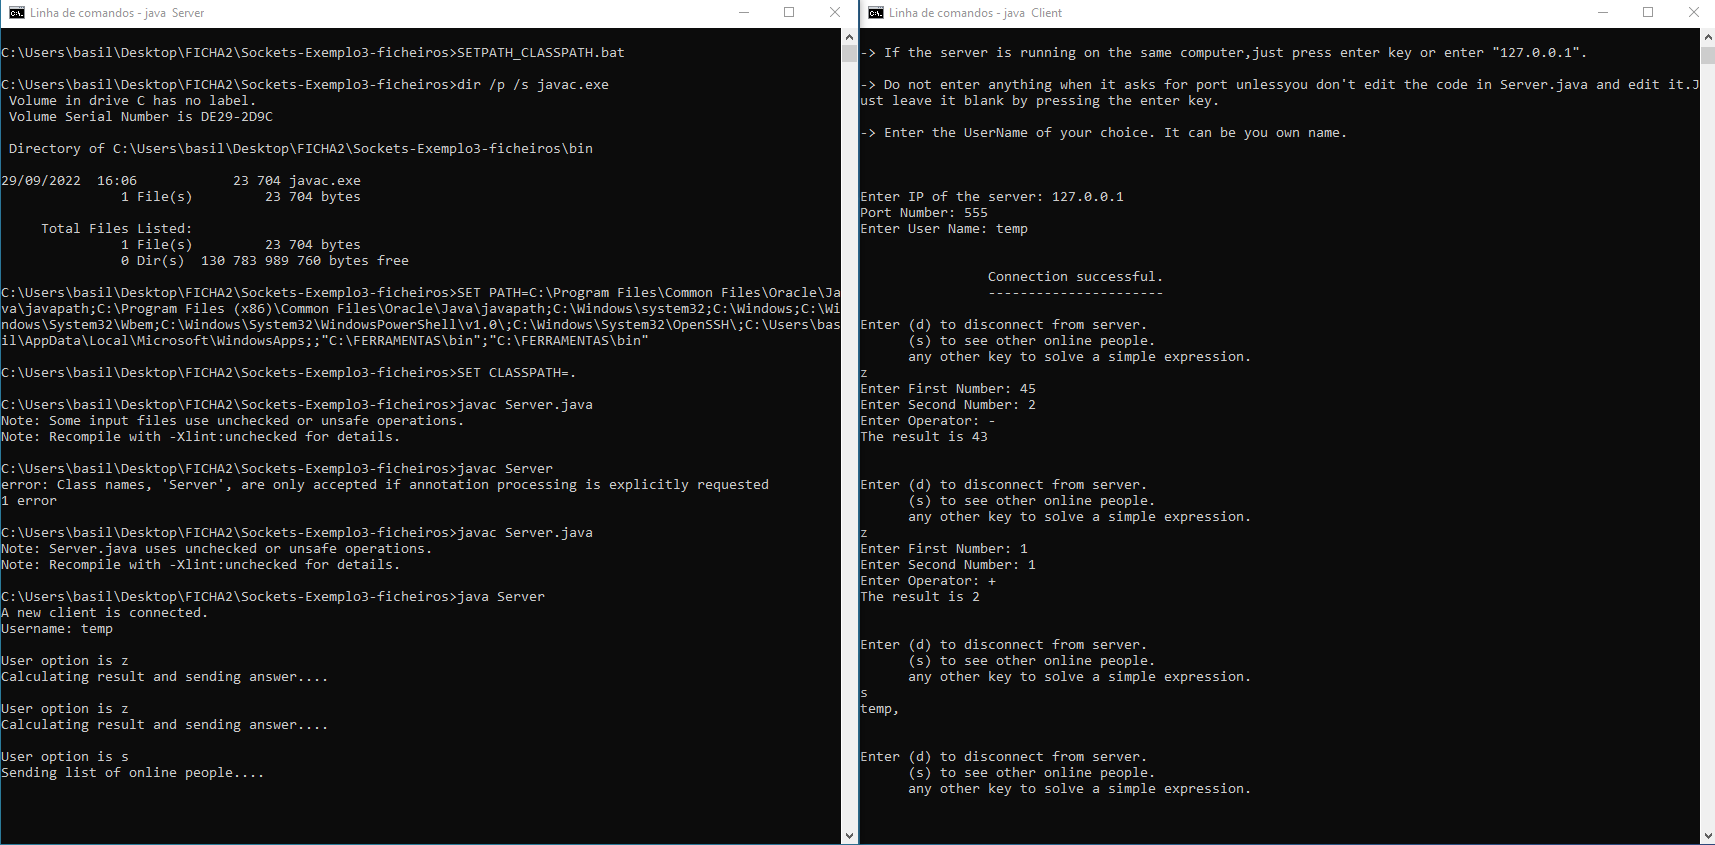 Linha de comandos - java  Server
C:\Users\basil\Desktop\FICHA2\Sockets-Exemplo3-ficheiros>SETPATH_CLASSPATH.bat
C:\Users\basil\Desktop\FICHA2\Sockets-Exemplo3-ficheiros>dir /p /s javac.exe
 Volume in drive C has no label.
 Volume Serial Number is DE29-2D9C
 Directory of C:\Users\basil\Desktop\FICHA2\Sockets-Exemplo3-ficheiros\bin
29/09/2022  16:06            23 704 javac.exe
               1 File(s)         23 704 bytes
     Total Files Listed:
               1 File(s)         23 704 bytes
               0 Dir(s)  130 783 989 760 bytes free
C:\Users\basil\Desktop\FICHA2\Sockets-Exemplo3-ficheiros>SET PATH=C:\Program Files\Common Files\Oracle\Ja
va\javapath;C:\Program Files (x86)\Common Files\Oracle\Java\javapath;C:\Windows\system32;C:\Windows;C:\Wi
ndows\System32\Wbem;C:\Windows\System32\WindowsPowerShell\v1.0\;C:\Windows\System32\OpenSSH\;C:\Users\bas
il\AppData\Local\Microsoft\WindowsApps;;"C:\FERRAMENTAS\bin";"C:\FERRAMENTAS\bin"
C:\Users\basil\Desktop\FICHA2\Sockets-Exemplo3-ficheiros>SET CLASSPATH=.
C:\Users\basil\Desktop\FICHA2\Sockets-Exemplo3-ficheiros>javac Server.java
Note: Some input files use unchecked or unsafe operations.
Note: Recompile with -Xlint:unchecked for details.
C:\Users\basil\Desktop\FICHA2\Sockets-Exemplo3-ficheiros>javac Server
error: Class names, 'Server', are only accepted if annotation processing is explicitly requested
1 error
C:\Users\basil\Desktop\FICHA2\Sockets-Exemplo3-ficheiros>javac Server.java
Note: Server.java uses unchecked or unsafe operations.
Note: Recompile with -Xlint:unchecked for details.
C:\Users\basil\Desktop\FICHA2\Sockets-Exemplo3-ficheiros>java Server
A new client is connected.
Username: temp
User option is z
Calculating result and sending answer....
User option is z
Calculating result and sending answer....
User option is s
Sending list of online people....
Linha de comandos - java  Client
-> If the server is running on the same computer,just press enter key or enter "127.0.0.1".
-> Do not enter anything when it asks for port unlessyou don't edit the code in Server.java and edit it.J
ust leave it blank by pressing the enter key.
-> Enter the UserName of your choice. It can be you own name.
Enter IP of the server: 127.0.0.1
Port Number: 555
Enter User Name: temp
Connection successful.
----------------------
Enter (d) to disconnect from server.
      (s) to see other online people.
      any other key to solve a simple expression.
z
Enter First Number: 45
Enter Second Number: 2
Enter Operator: -
The result is 43
Enter (d) to disconnect from server.
      (s) to see other online people.
      any other key to solve a simple expression.
z
Enter First Number: 1
Enter Second Number: 1
Enter Operator: +
The result is 2
Enter (d) to disconnect from server.
      (s) to see other online people.
      any other key to solve a simple expression.
s
temp,
Enter (d) to disconnect from server.
      (s) to see other online people.
      any other key to solve a simple expression.